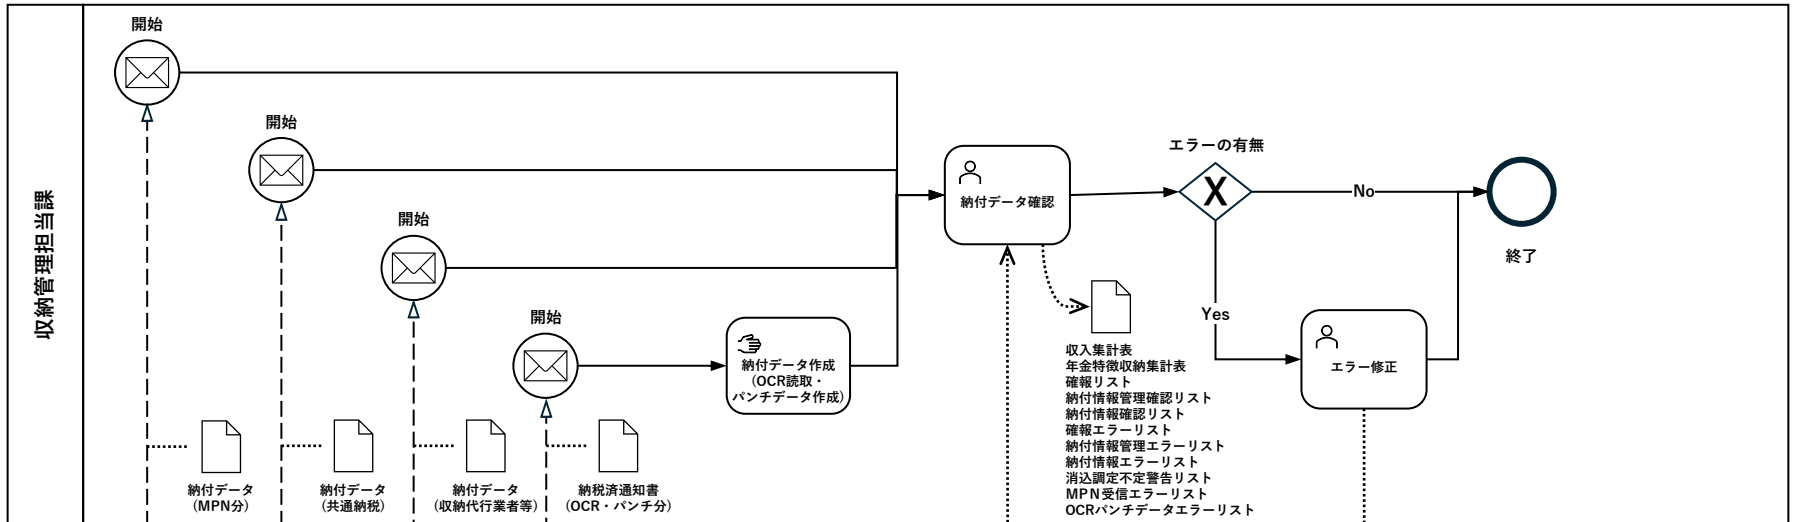 収納管理担当課
開始
開始
開始
開始
納付データ作成
（OCR読取・
パンチデータ作成）
納付データ確認
エラーの有無
X
No
Yes
終了
エラー修正
納付データ
（MPN分）
納付データ
（共通納税）
納付データ
（収納代行業者等）
納税済通知書
（OCR・パンチ分）
収入集計表
年金特徴収納集計表
確報リスト
納付情報管理確認リスト
納付情報確認リスト
確報エラーリスト
納付情報管理エラーリスト
納付情報エラーリスト
消込調定不定警告リスト
MPN受信エラーリスト
OCRパンチデータエラーリスト